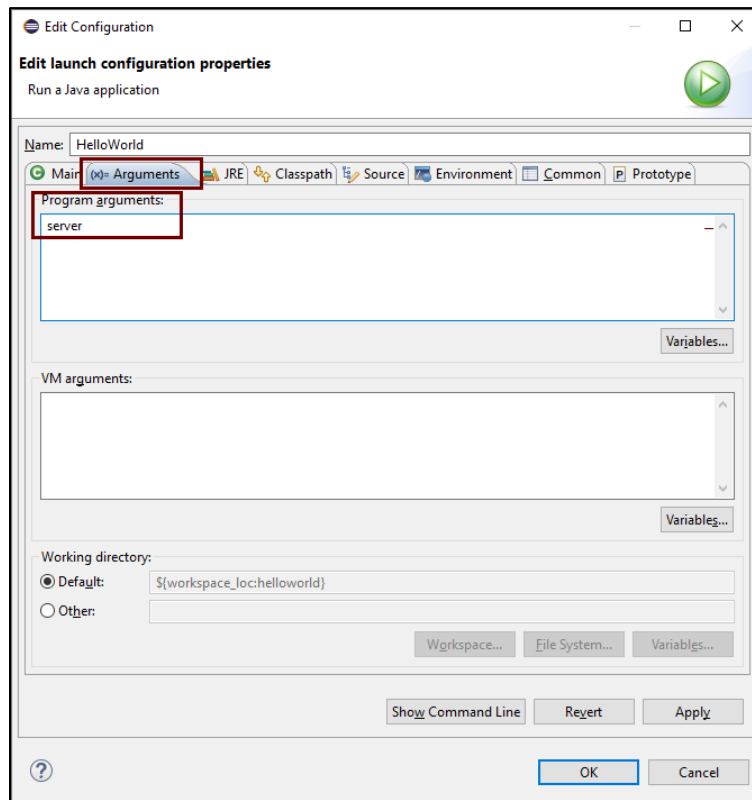 Edit Configuration
Edit launch configuration properties
Run a Java application
Name: HelloWorld
Main (x)= Arguments JRE Classpath Source Environment Common P Prototype
Program arguments:
server
Variables...
VM arguments:
Variables...
Working directory:
Default: ${workspace_loc:helloworld}
Other:
Workspace... File System... Variables...
Show Command Line Revert Apply
? OK Cancel